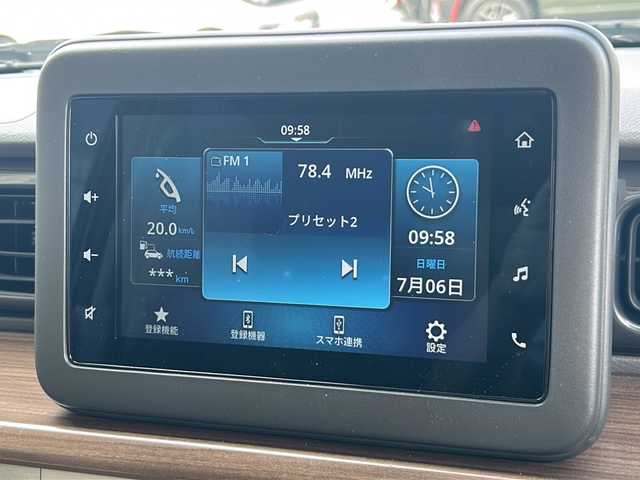 09:58
FM 1
78.4 MHz
プリセット2
平均
20.0 km/L
航続距離
*** km
09:58
日曜日
7月06日
登録機能
登録機器
スマホ連携
設定